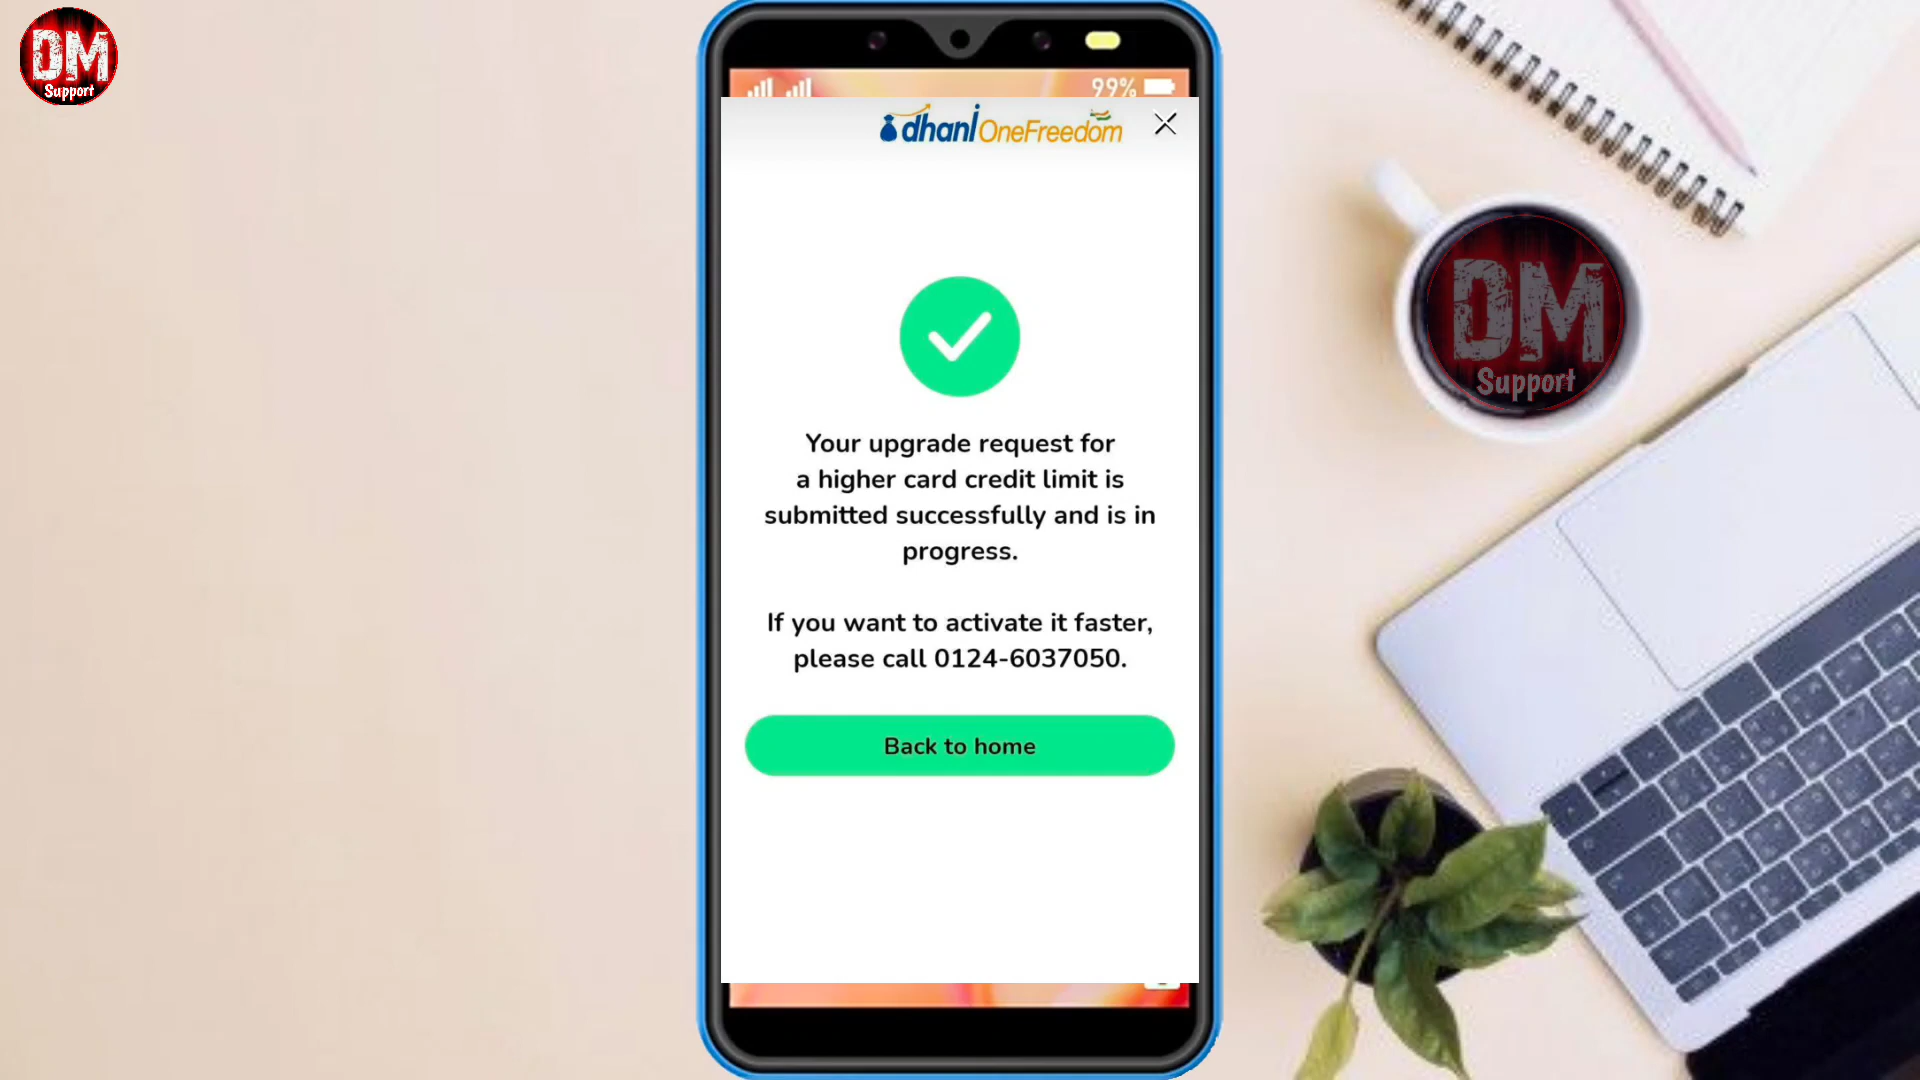 DM
Support
99%
dhani OneFreedom
DM
Support
Your upgrade request for
a higher card credit limit is
submitted successfully and is in
progress.
If you want to activate it faster,
please call 0124-6037050.
Back to home